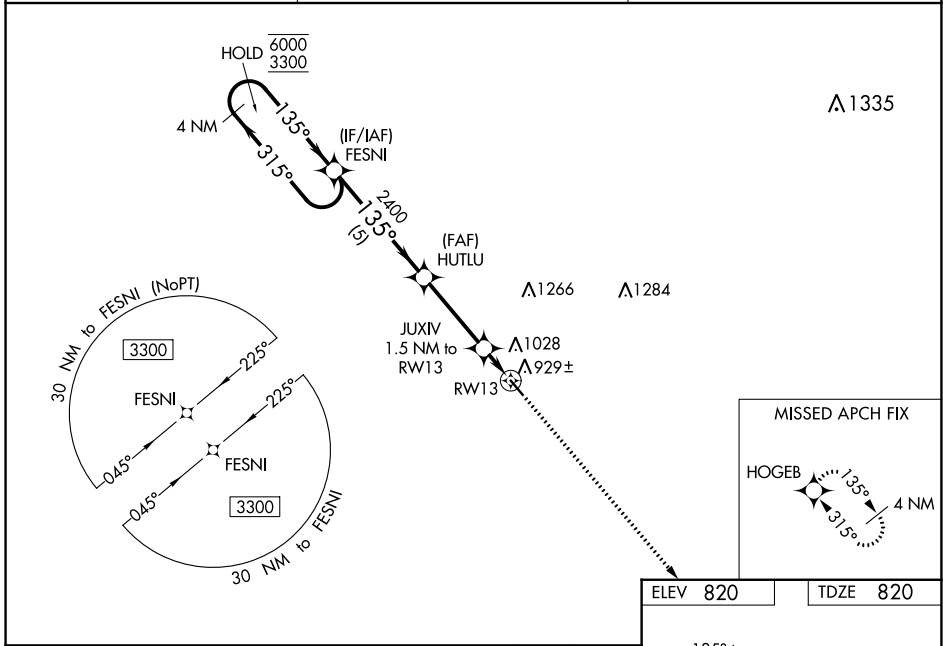 HOLD 6000
3300
4 NM
135°
315°
(IF/IAF)
FESNI
2400
135°
(5)
(FAF)
HUTLU
JUXIV
1.5 NM to
RW13
RW13
1335
1266
1284
1028
929±
30 NM to FESNI (NoPT)
3300
FESNI
225°
045°
225°
FESNI
045°
3300
30 NM to FESNI
MISSED APCH FIX
HOGEB
135°
315°
4 NM
ELEV 820
TDZE 820